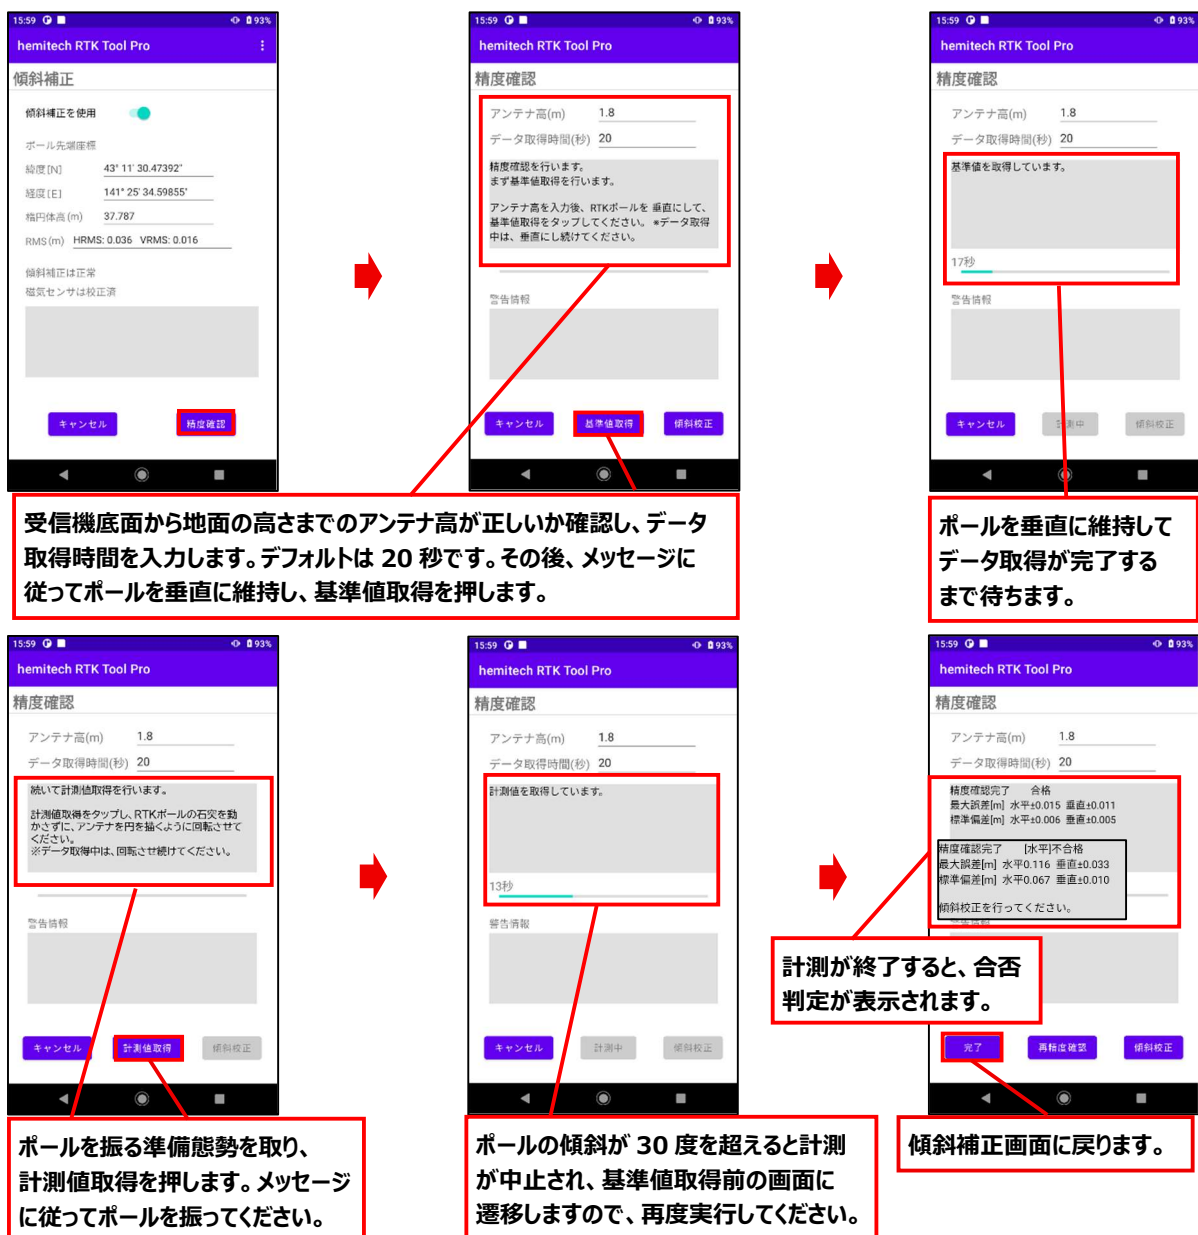 15:59
93%
hemitech RTK Tool Pro
傾斜補正
傾斜補正を使用
ポール先端座標
緯度[N] 43° 11' 30.47392"
経度[E] 141° 25' 34.59855"
楕円体高(m) 37.787
RMS(m) HRMS: 0.036 VRMS: 0.016
傾斜補正は正常
磁気センサは校正済
キャンセル
精度確認
15:59
93%
hemitech RTK Tool Pro
精度確認
アンテナ高(m) 1.8
データ取得時間(秒) 20
精度確認を行います。
まず基準値取得を行います。
アンテナ高を入力後、RTKポールを 垂直にして、
基準値取得をタップしてください。 ※データ取得
中は、垂直にし続けてください。
警告情報
キャンセル
基準値取得
傾斜校正
15:59
93%
hemitech RTK Tool Pro
精度確認
アンテナ高(m) 1.8
データ取得時間(秒) 20
基準値を取得しています。
17秒
警告情報
キャンセル
計測中
傾斜校正
受信機底面から地面の高さまでのアンテナ高が正しいか確認し、データ
取得時間を入力します。デフォルトは 20 秒です。その後、メッセージに
従ってポールを垂直に維持し、基準値取得を押します。
ポールを垂直に維持して
データ取得が完了する
まで待ちます。
15:59
93%
hemitech RTK Tool Pro
精度確認
アンテナ高(m) 1.8
データ取得時間(秒) 20
続いて計測値取得を行います。
計測値取得をタップし、RTKポールの石突を動
かさずに、アンテナを円を描くように回転させて
ください。
※データ取得中は、回転させ続けてください。
警告情報
キャンセル
計測値取得
傾斜校正
15:59
93%
hemitech RTK Tool Pro
精度確認
アンテナ高(m) 1.8
データ取得時間(秒) 20
計測値を取得しています。
13秒
警告情報
キャンセル
計測中
傾斜校正
15:59
93%
hemitech RTK Tool Pro
精度確認
アンテナ高(m) 1.8
データ取得時間(秒) 20
精度確認完了 合格
最大誤差[m] 水平±0.015 垂直±0.011
標準偏差[m] 水平±0.006 垂直±0.005
精度確認完了 [水平]不合格
最大誤差[m] 水平0.116 垂直±0.033
標準偏差[m] 水平0.067 垂直±0.010
傾斜校正を行ってください。
完了
再精度確認
傾斜校正
計測が終了すると、合否
判定が表示されます。
ポールを振る準備態勢を取り、
計測値取得を押します。メッセージ
に従ってポールを振ってください。
ポールの傾斜が 30 度を超えると計測
が中止され、基準値取得前の画面に
遷移しますので、再度実行してください。
傾斜補正画面に戻ります。